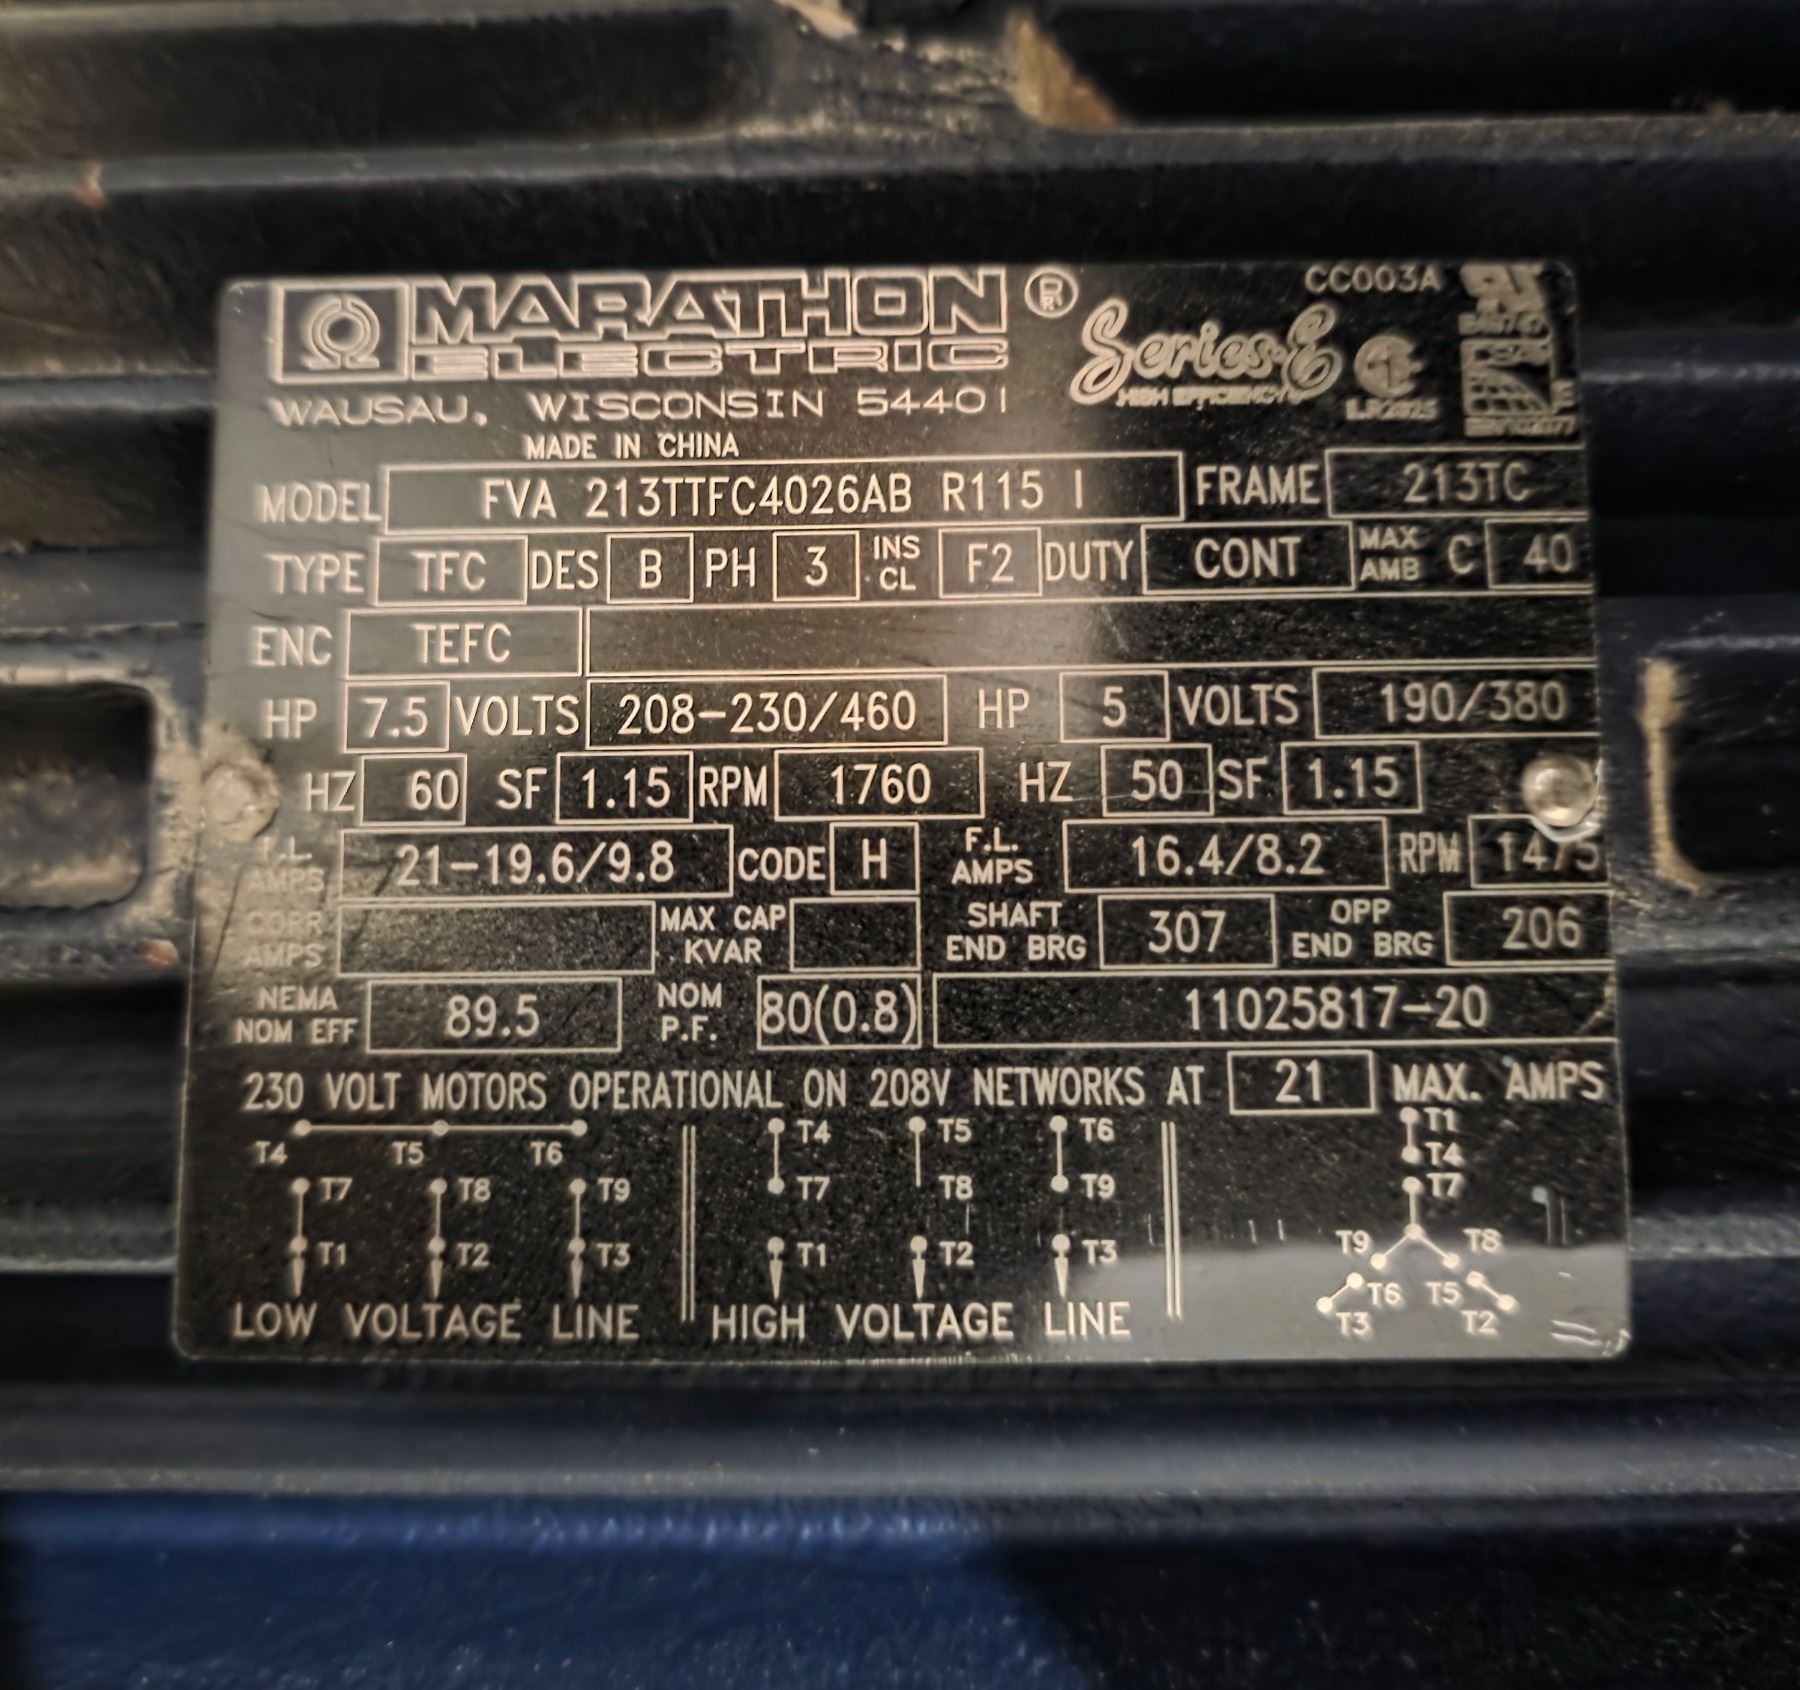 MARATHON ® CC003A
ELECTRIC Series-E
HIGH EFFICIENCY
WAUSAU, WISCONSIN 54401
MADE IN CHINA
MODEL FVA 213TTFC4026AB R115 I FRAME 213TC
TYPE TFC DES B PH 3 INS CL F2 DUTY CONT MAX AMB C 40
ENC TEFC
HP 7.5 VOLTS 208-230/460 HP 5 VOLTS 190/380
HZ 60 SF 1.15 RPM 1760 HZ 50 SF 1.15
F.L. AMPS 21-19.6/9.8 CODE H F.L. AMPS 16.4/8.2 RPM 1475
CORR AMPS MAX CAP KVAR SHAFT END BRG 307 OPP END BRG 206
NEMA NOM EFF 89.5 NOM P.F. 80(0.8) 11025817-20
230 VOLT MOTORS OPERATIONAL ON 208V NETWORKS AT 21 MAX. AMPS
T4 T5 T6 T4 T5 T6 T1
T4
T7 T8 T9 T7 T8 T9 T7
T1 T2 T3 T1 T2 T3 T9 T8
T6 T5
LOW VOLTAGE LINE HIGH VOLTAGE LINE T3 T2